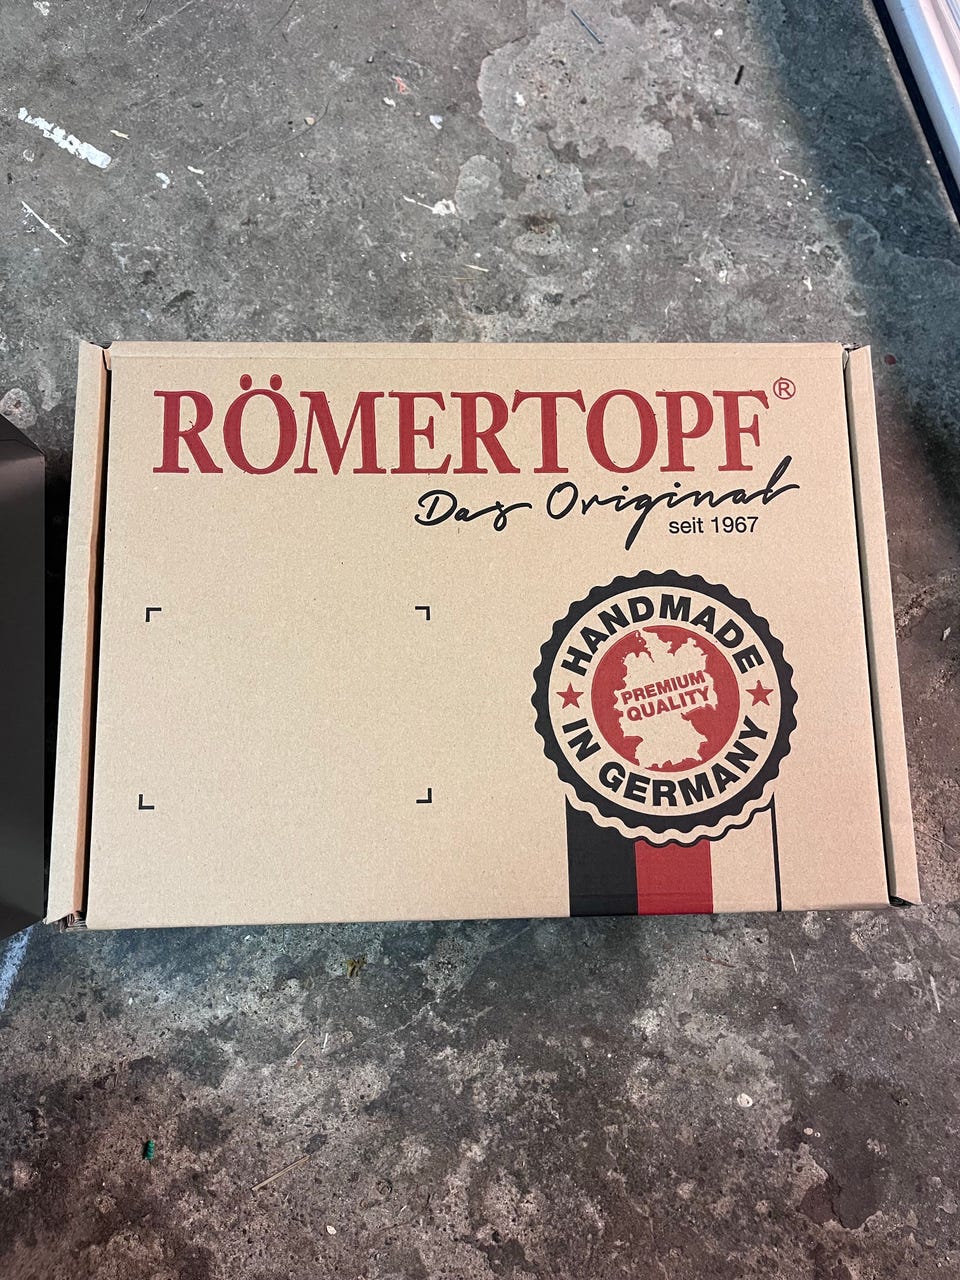 RÖMERTOPF®
Das Original
seit 1967
HANDMADE
PREMIUM
QUALITY
IN GERMANY